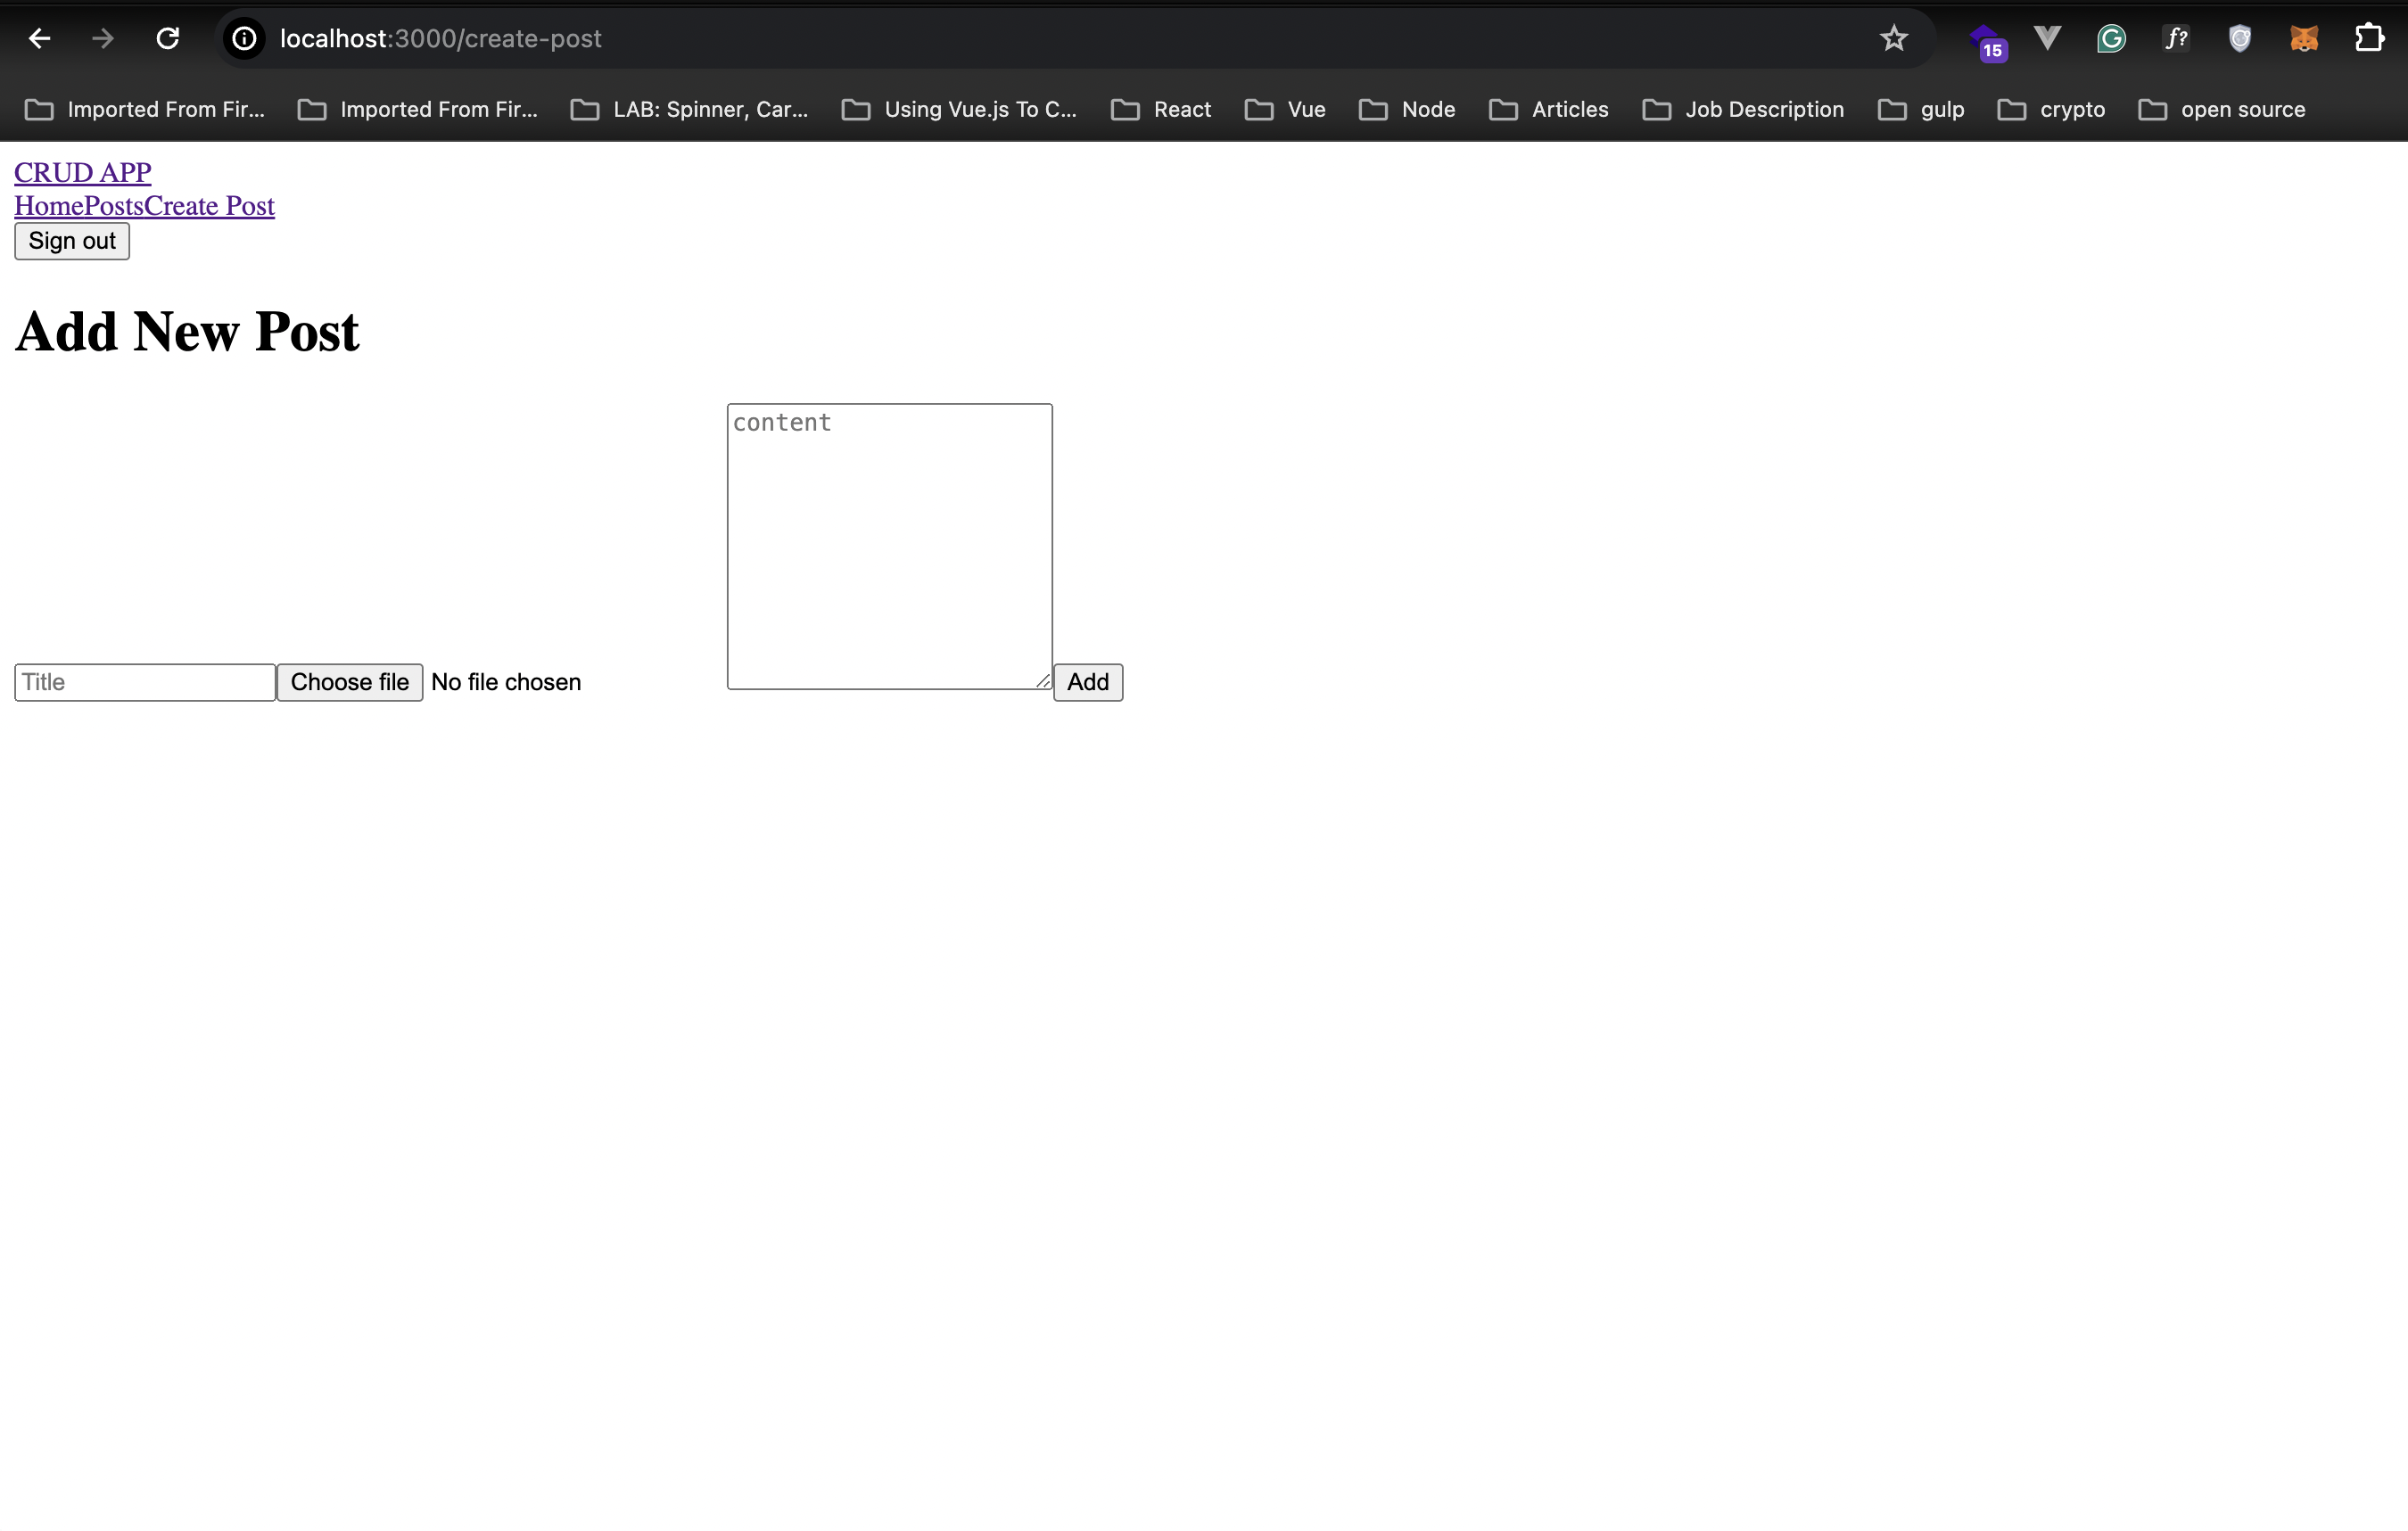 localhost:3000/create-post
15
f?
Imported From Fir... Imported From Fir... LAB: Spinner, Car... Using Vue.js To C... React Vue Node Articles Job Description gulp crypto open source
CRUD APP
HomePostsCreate Post
Sign out
Add New Post
content
Title Choose file No file chosen Add